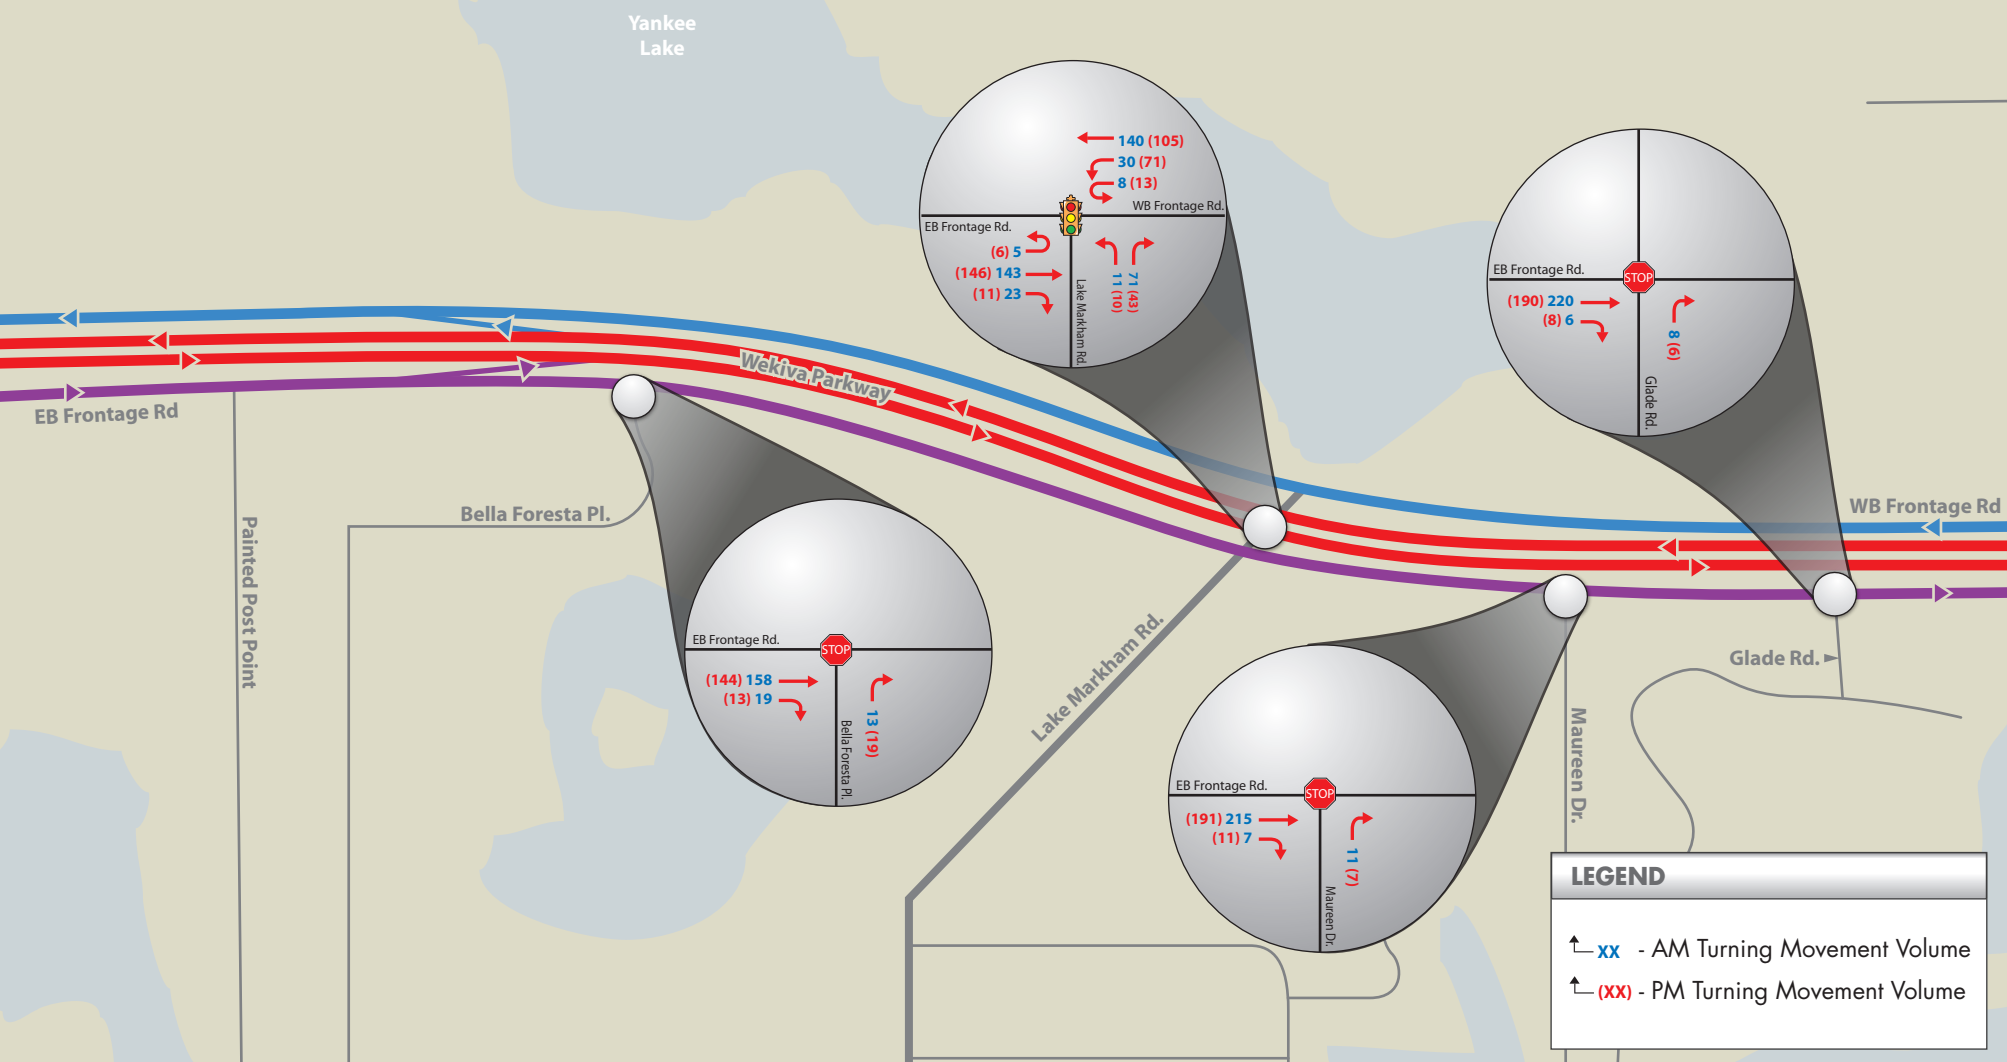 Yankee
Lake
140 (105)
30 (71)
8 (13)
WB Frontage Rd.
EB Frontage Rd.
(6) 5
(146) 143
(11) 23
11 (10)
71 (43)
Lake Markham Rd.
EB Frontage Rd.
STOP
(190) 220
(8) 6
8 (6)
Glade Rd.
Wekiva Parkway
EB Frontage Rd
WB Frontage Rd
Bella Foresta Pl.
Painted Post Point
EB Frontage Rd.
STOP
(144) 158
(13) 19
13 (19)
Bella Foresta Pl.
Lake Markham Rd.
Glade Rd.
Maureen Dr.
EB Frontage Rd.
STOP
(191) 215
(11) 7
11 (7)
Maureen Dr.
LEGEND
XX - AM Turning Movement Volume
(XX) - PM Turning Movement Volume